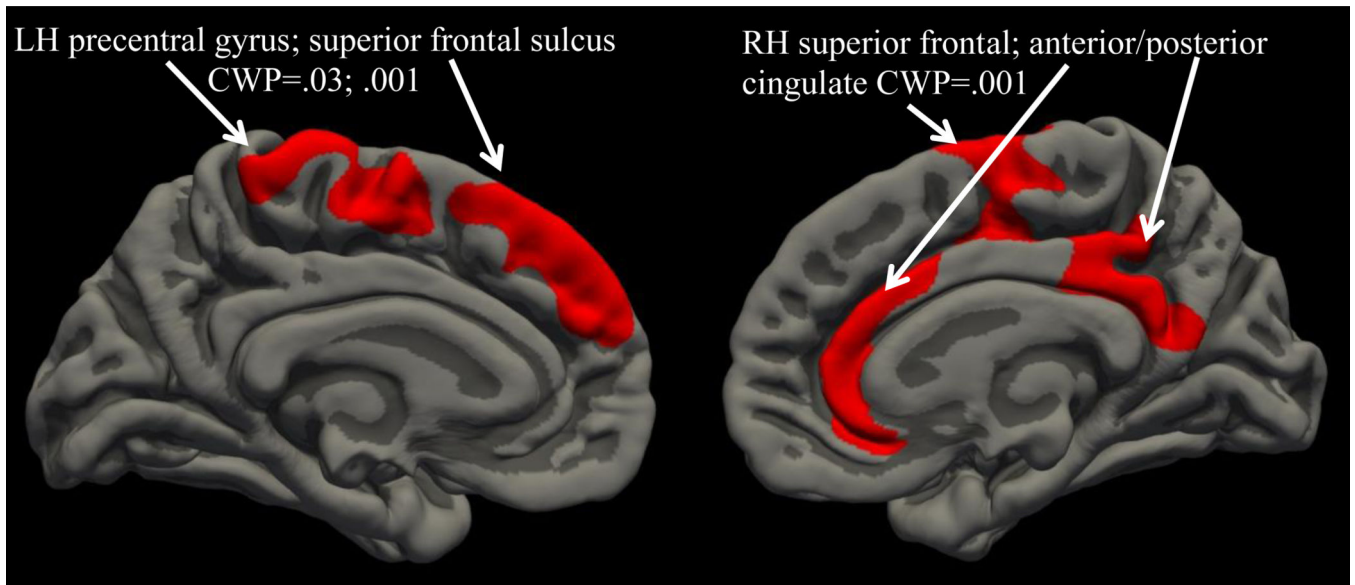 LH precentral gyrus; superior frontal sulcus
CWP=.03; .001
RH superior frontal; anterior/posterior
cingulate CWP=.001